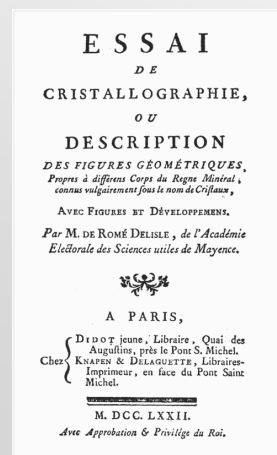 ESSAI
DE
CRISTALLOGRAPHIE,
OU
DESCRIPTION
DES FIGURES GÉOMÉTRIQUES,
Propres à différens Corps du Regne Minéral,
connus vulgairement sous le nom de Cristaux,
AVEC FIGURES ET DÉVELOPPEMENS.
Par M. DE ROMÉ DELISLE, de l'Académie
Electorale des Sciences utiles de Mayence.
A PARIS,
Chez DIDOT jeune, Libraire, Quai des
Augustins, près le Pont S. Michel.
KNAPEN & DELAGUETTE, Libraires-
Imprimeur, en face du Pont Saint
Michel.
M. DCC. LXXII.
Avec Approbation & Privilége du Roi.